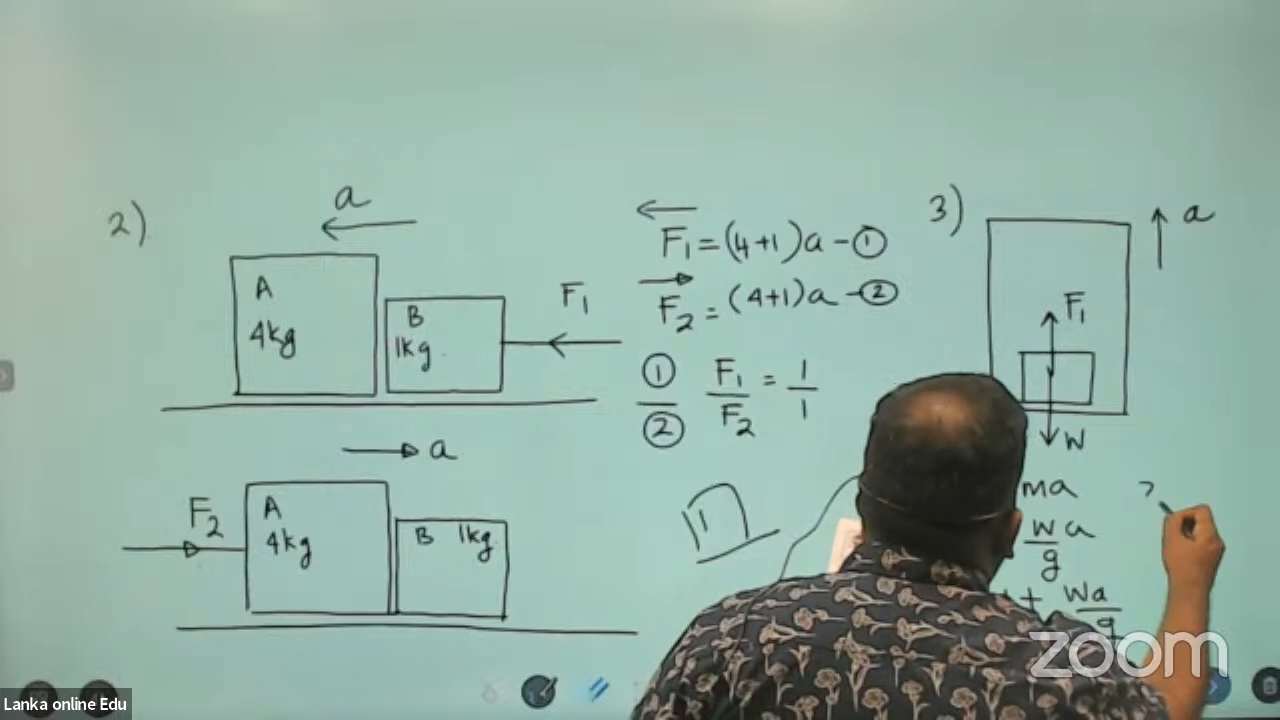 2)
a
A
4kg
B
1kg
F1
a
F2
A
4kg
B 1kg
F1 = (4+1)a - ①
F2 = (4+1)a - ②
①
②
F1
F2
= 1
1
1
3)
a
F1
W
ma
w
g
a
+ wa
g
zoom
Lanka online Edu